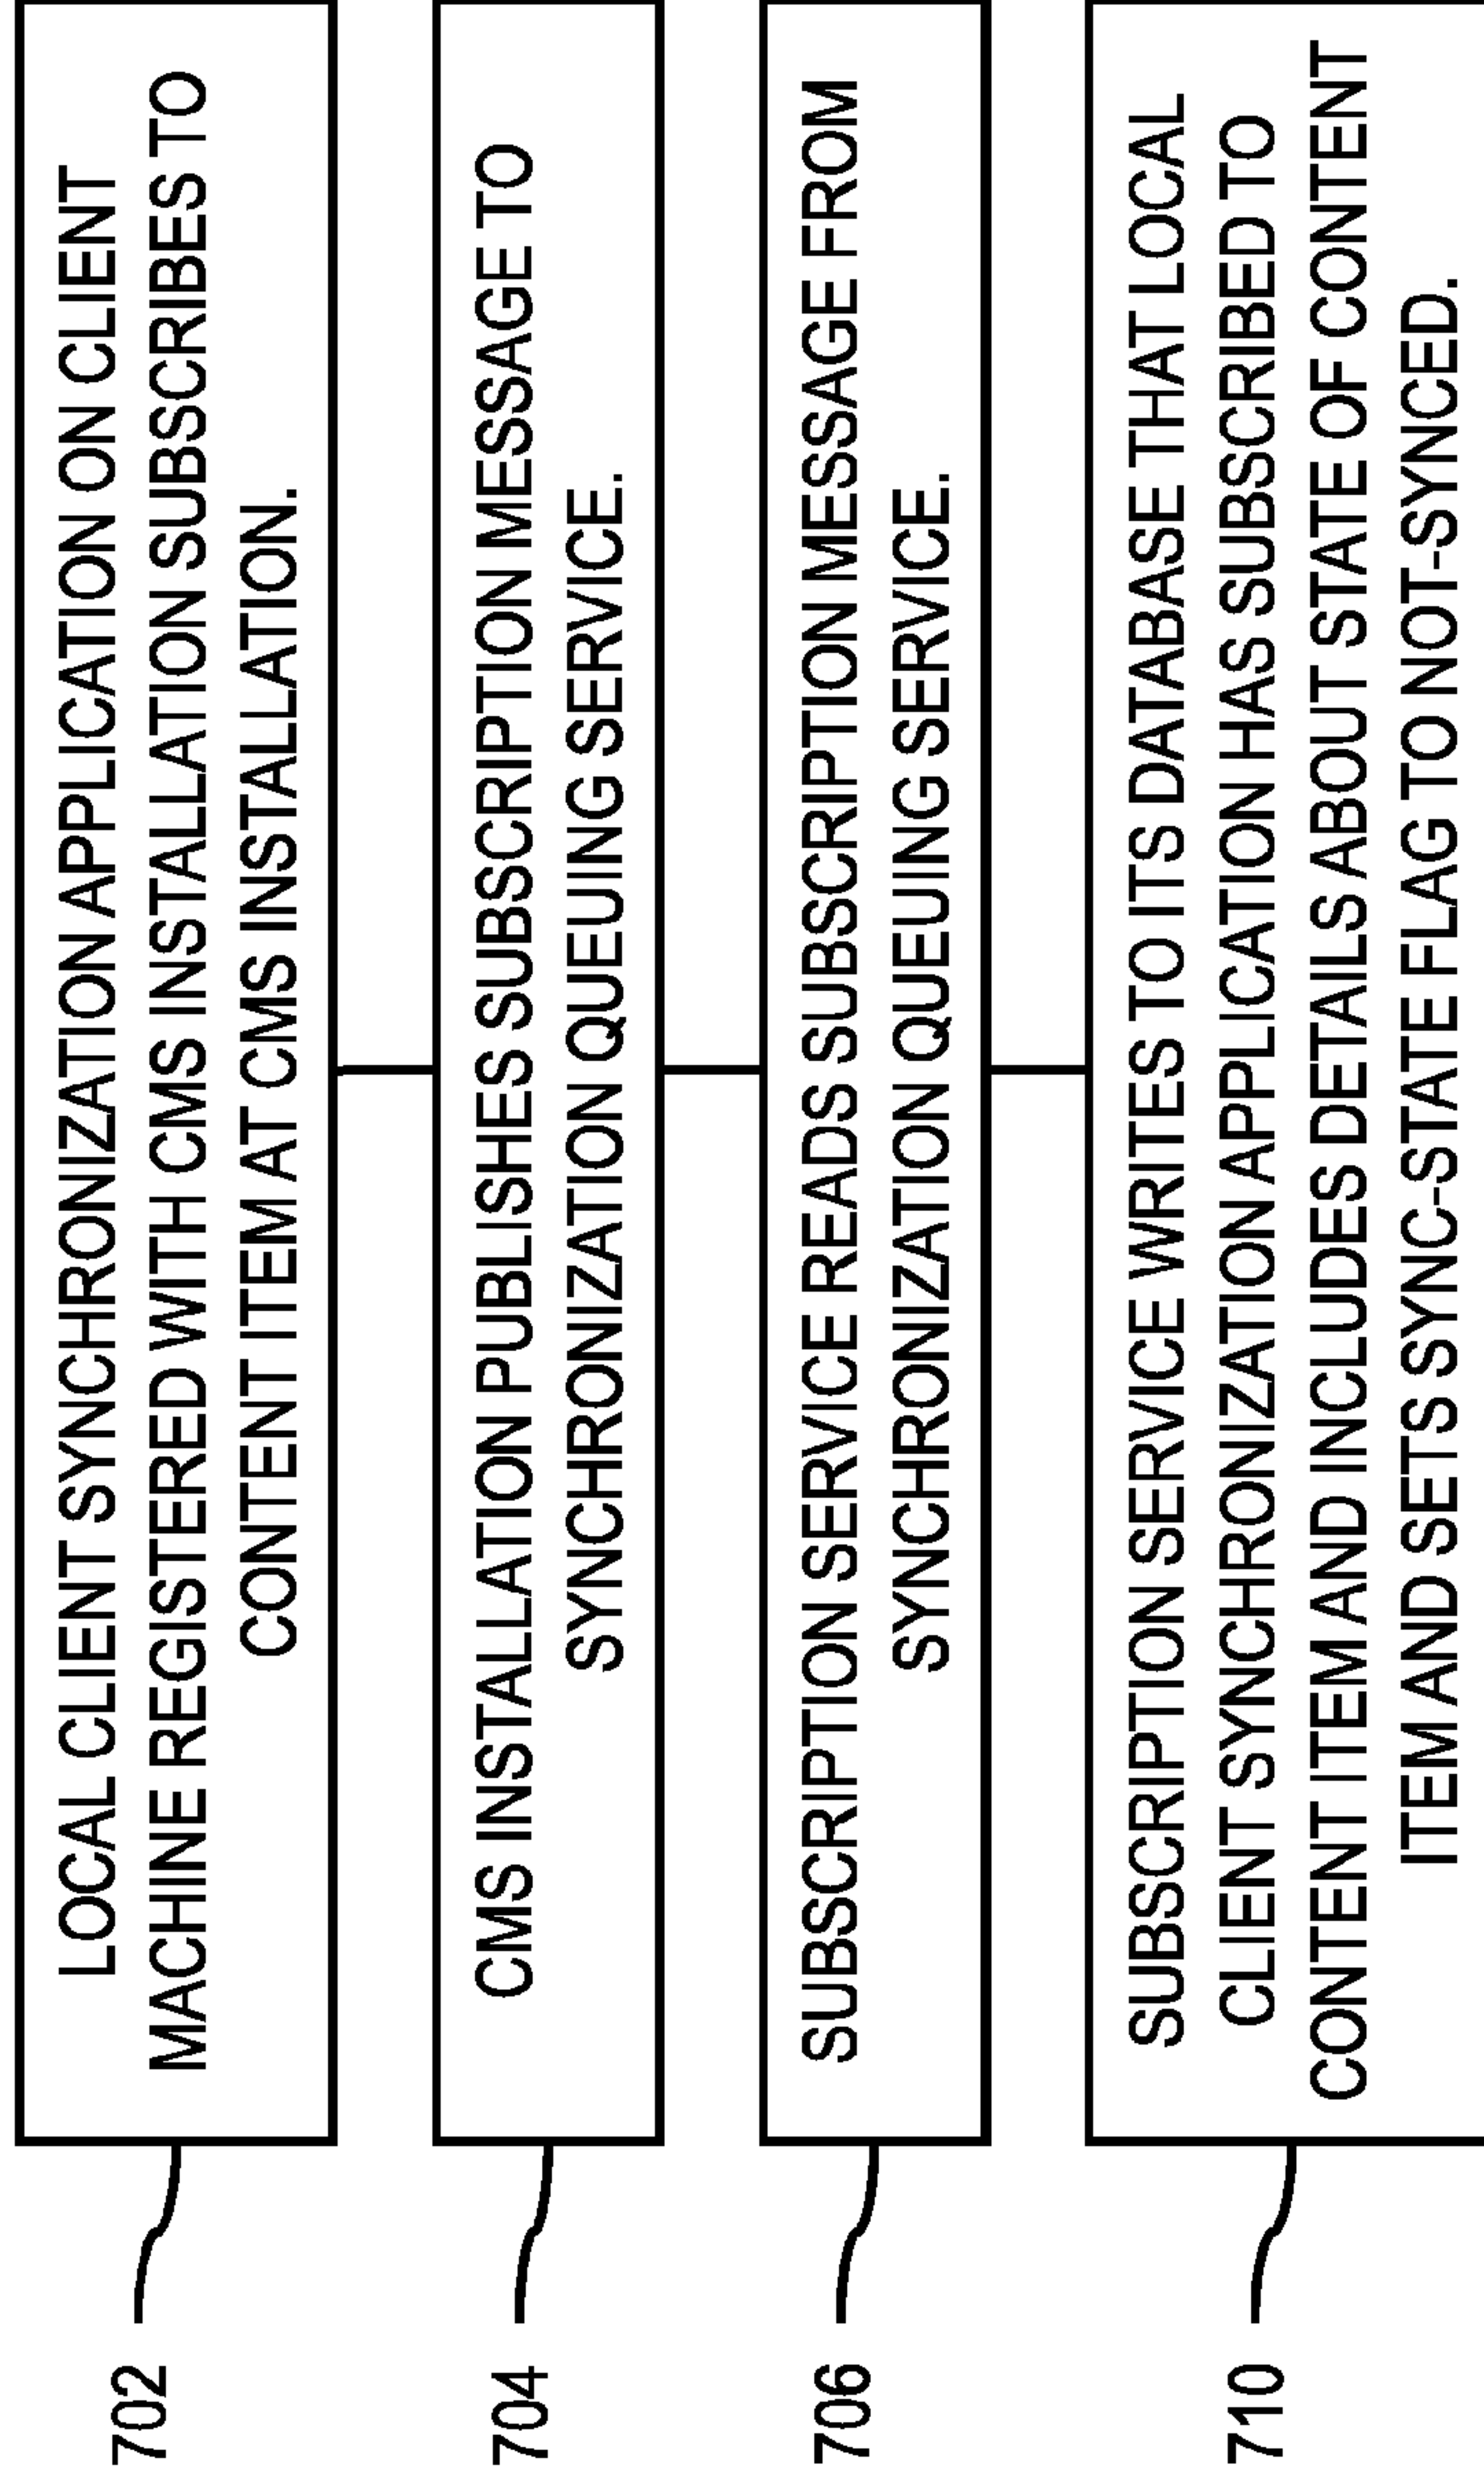 702
LOCAL CLIENT SYNCHRONIZATION APPLICATION ON CLIENT
MACHINE REGISTERED WITH CMS INSTALLATION SUBSCRIBES TO
CONTENT ITEM AT CMS INSTALLATION.
704
CMS INSTALLATION PUBLISHES SUBSCRIPTION MESSAGE TO
SYNCHRONIZATION QUEUING SERVICE.
706
SUBSCRIPTION SERVICE READS SUBSCRIPTION MESSAGE FROM
SYNCHRONIZATION QUEUING SERVICE.
710
SUBSCRIPTION SERVICE WRITES TO ITS DATABASE THAT LOCAL
CLIENT SYNCHRONIZATION APPLICATION HAS SUBSCRIBED TO
CONTENT ITEM AND INCLUDES DETAILS ABOUT STATE OF CONTENT
ITEM AND SETS SYNC-STATE FLAG TO NOT-SYNCED.